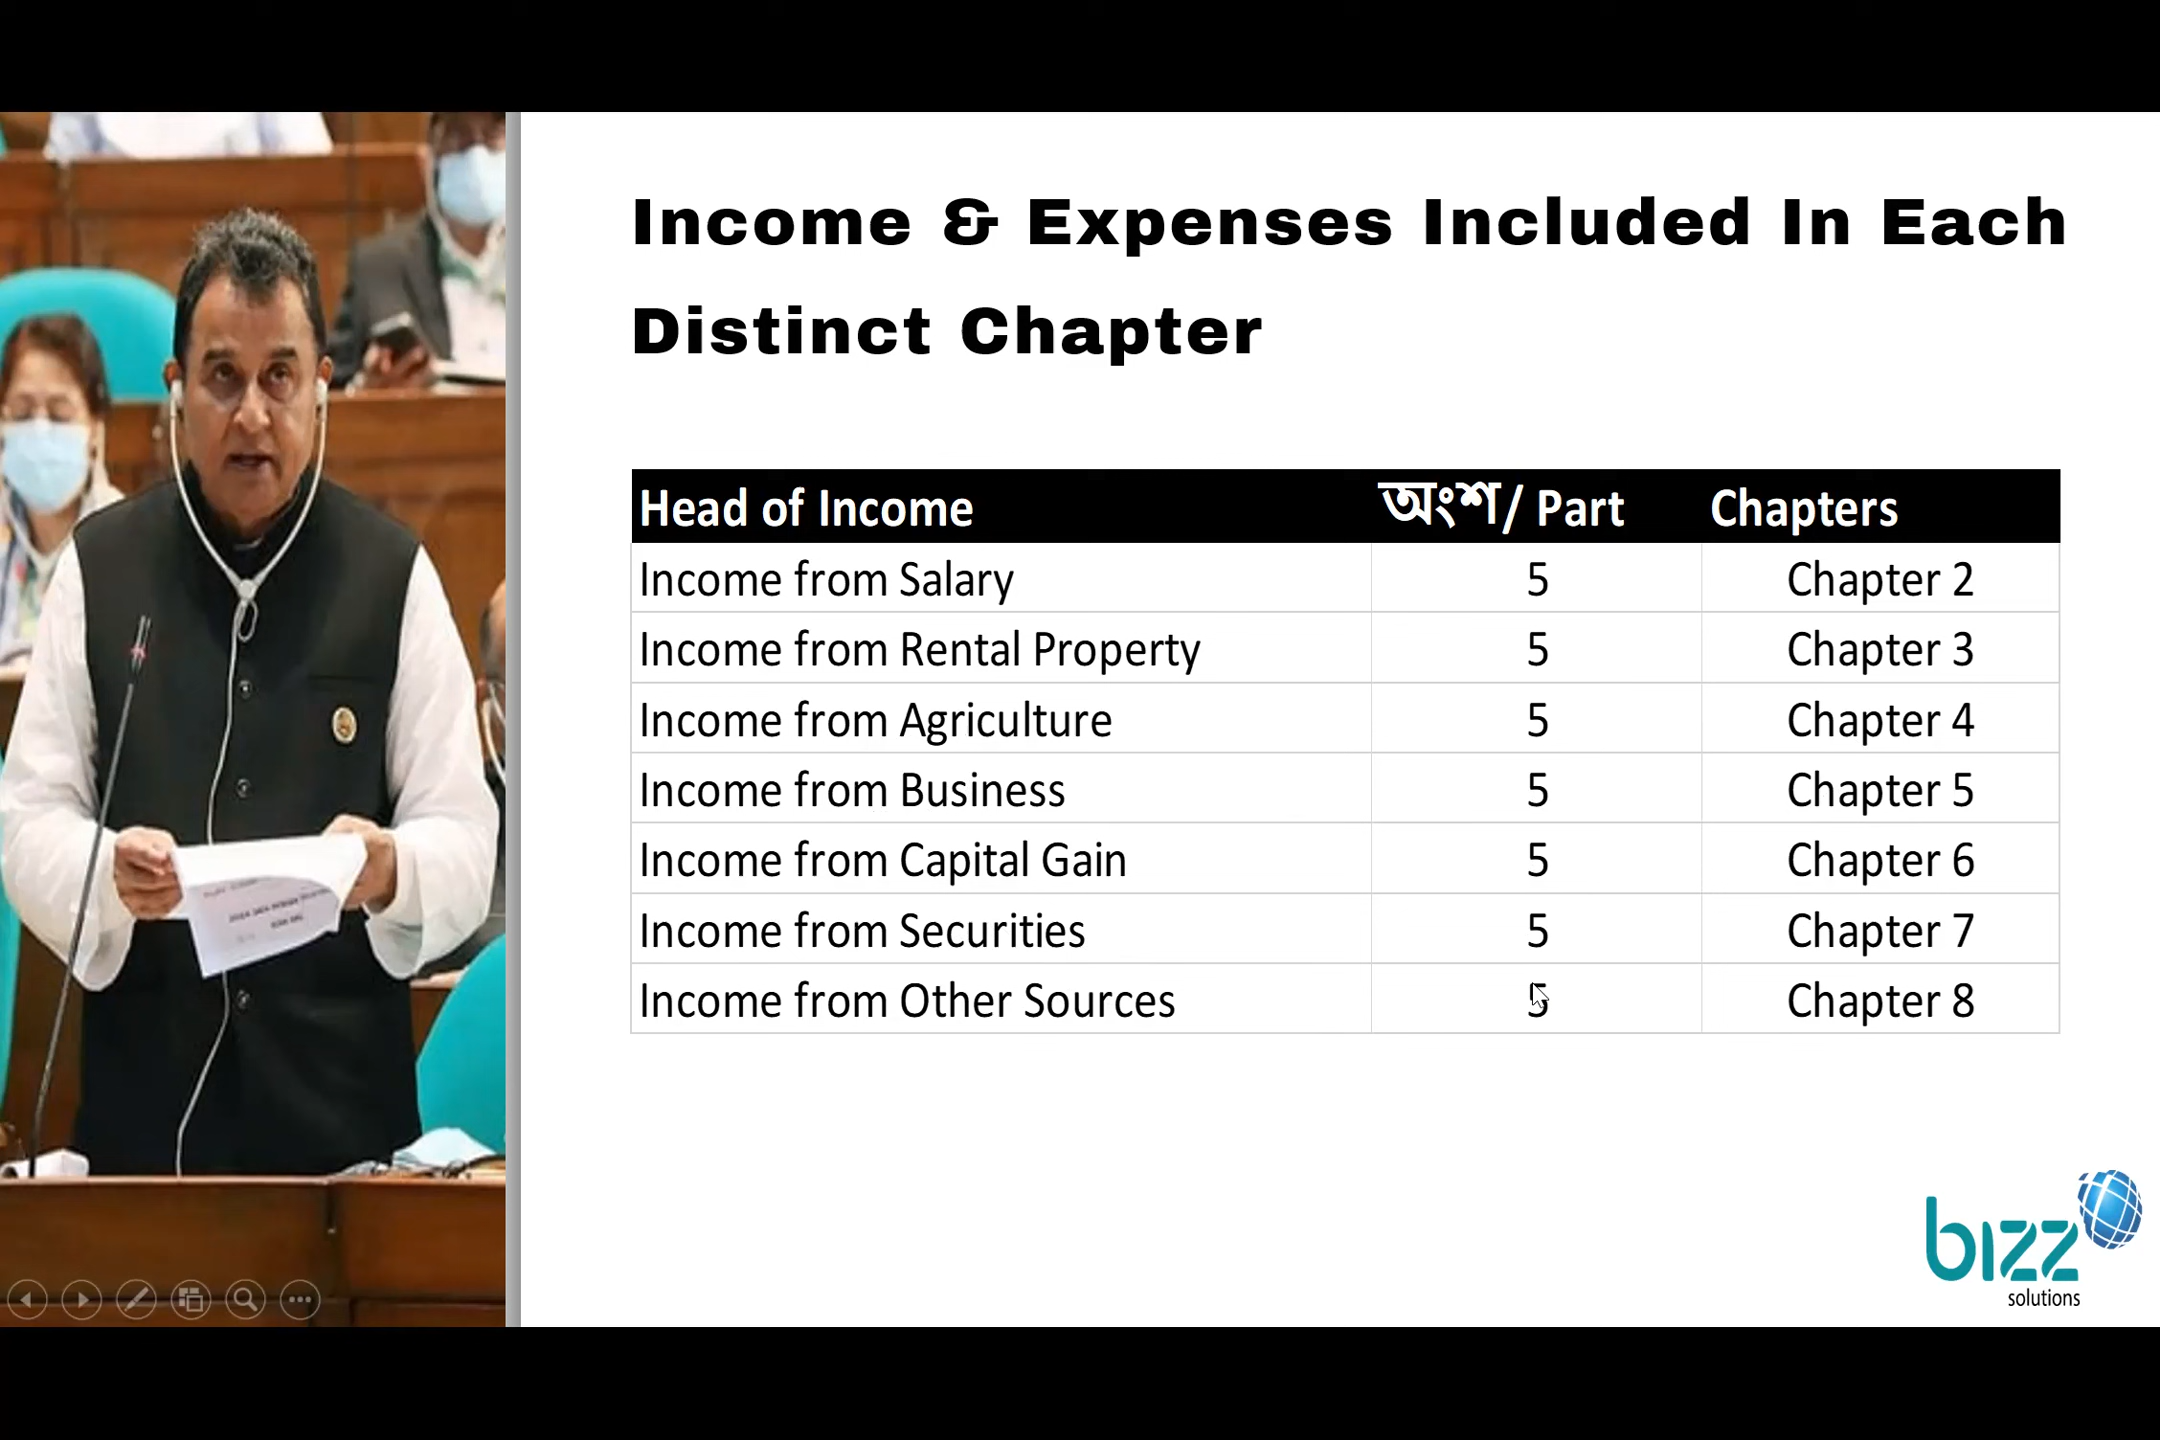 Income & Expenses Included In Each
Distinct Chapter
Head of Income অংশ/ Part Chapters
Income from Salary 5 Chapter 2
Income from Rental Property 5 Chapter 3
Income from Agriculture 5 Chapter 4
Income from Business 5 Chapter 5
Income from Capital Gain 5 Chapter 6
Income from Securities 5 Chapter 7
Income from Other Sources 5 Chapter 8
bizz
solutions